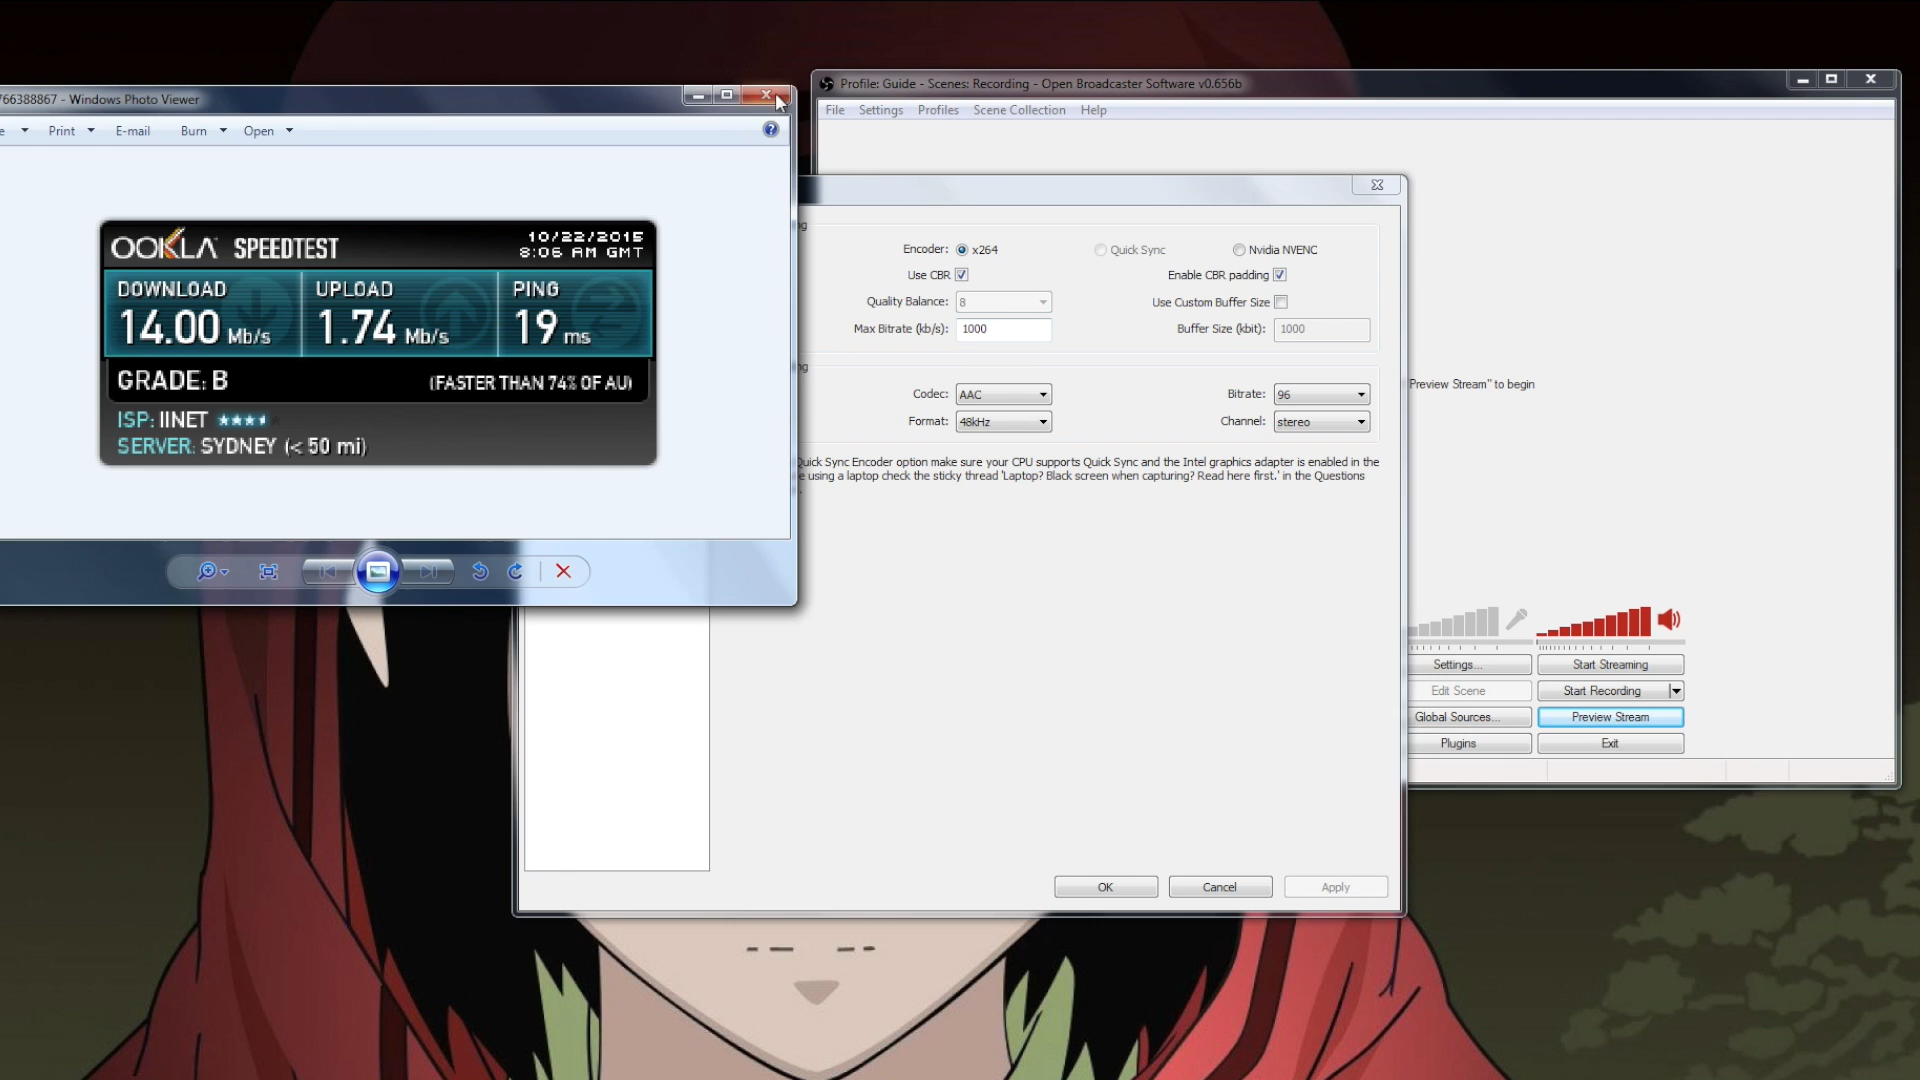 766388867 - Windows Photo Viewer
Print
E-mail
Burn
Open
OOKLA SPEEDTEST
10/22/2015
8:06 AM GMT
DOWNLOAD
14.00 Mb/s
UPLOAD
1.74 Mb/s
PING
19 ms
GRADE: B
(FASTER THAN 74% OF AU)
ISP: IINET
SERVER: SYDNEY (< 50 mi)
Profile: Guide - Scenes: Recording - Open Broadcaster Software v0.656b
File Settings Profiles Scene Collection Help
Encoder: x264 Quick Sync Nvidia NVENC
Use CBR Enable CBR padding
Quality Balance: 8 Use Custom Buffer Size
Max Bitrate (kb/s): 1000 Buffer Size (kbit): 1000
Codec: AAC Bitrate: 96
Format: 48kHz Channel: stereo
Quick Sync Encoder option make sure your CPU supports Quick Sync and the Intel graphics adapter is enabled in the
e using a laptop check the sticky thread 'Laptop? Black screen when capturing? Read here first.' in the Questions
OK Cancel Apply
Preview Stream" to begin
Settings... Start Streaming
Edit Scene Start Recording
Global Sources... Preview Stream
Plugins Exit